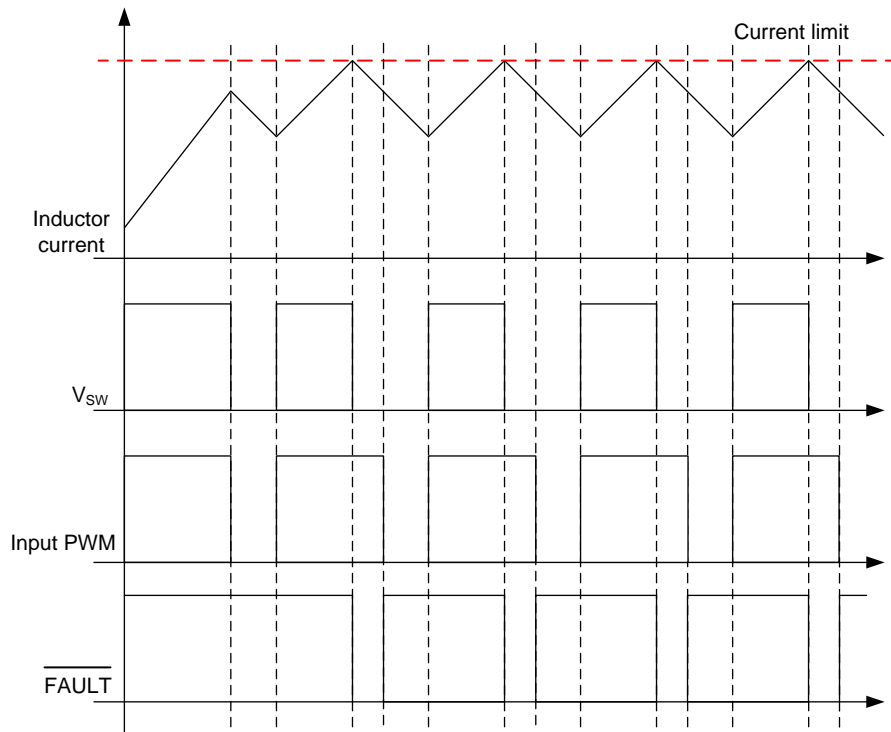 Current limit
Inductor
current
VSW
Input PWM
FAULT